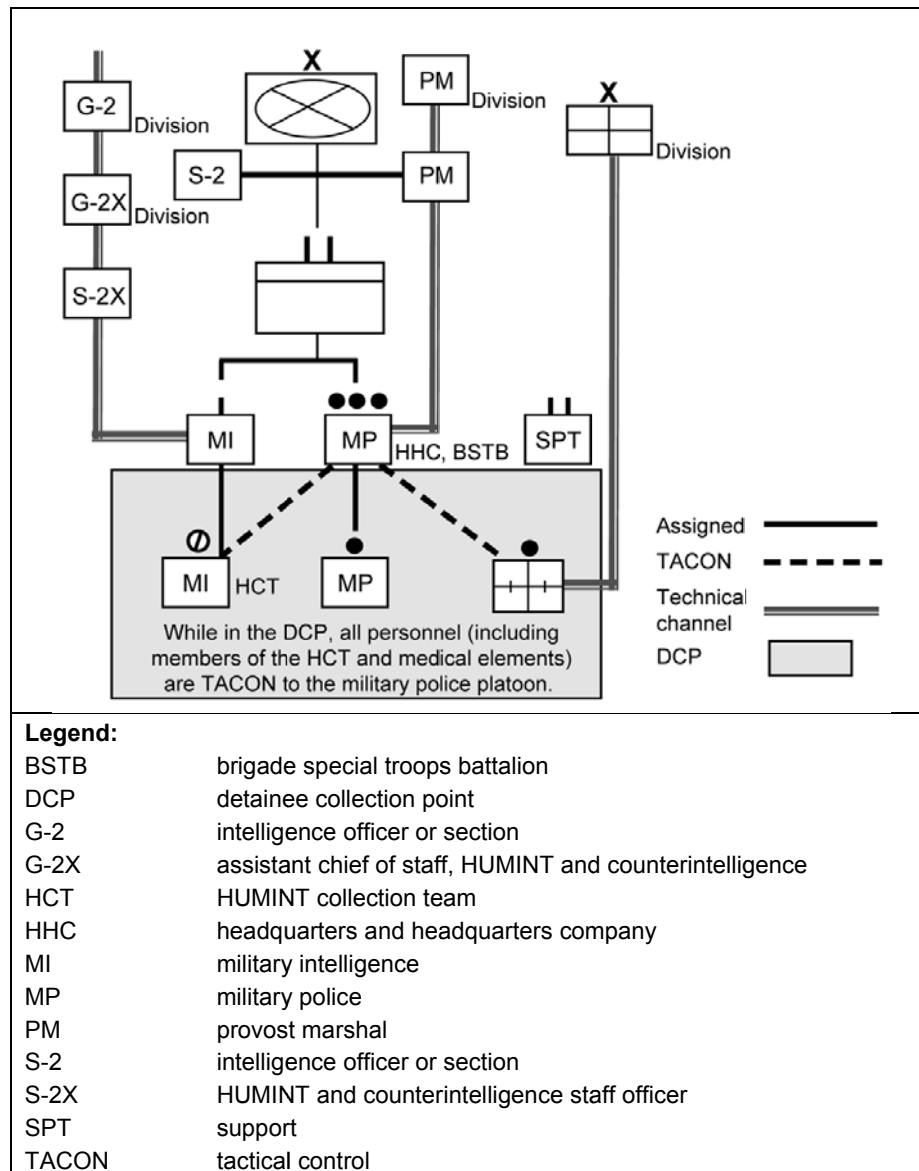 X
PM
Division
G-2
Division
X
Division
S-2
PM
G-2X
Division
S-2X
MI
MP
HHC, BSTB
SPT
MI
HCT
MP
While in the DCP, all personnel (including
members of the HCT and medical elements)
are TACON to the military police platoon.
Assigned
TACON
Technical
channel
DCP
Legend:
BSTB brigade special troops battalion
DCP detainee collection point
G-2 intelligence officer or section
G-2X assistant chief of staff, HUMINT and counterintelligence
HCT HUMINT collection team
HHC headquarters and headquarters company
MI military intelligence
MP military police
PM provost marshal
S-2 intelligence officer or section
S-2X HUMINT and counterintelligence staff officer
SPT support
TACON tactical control